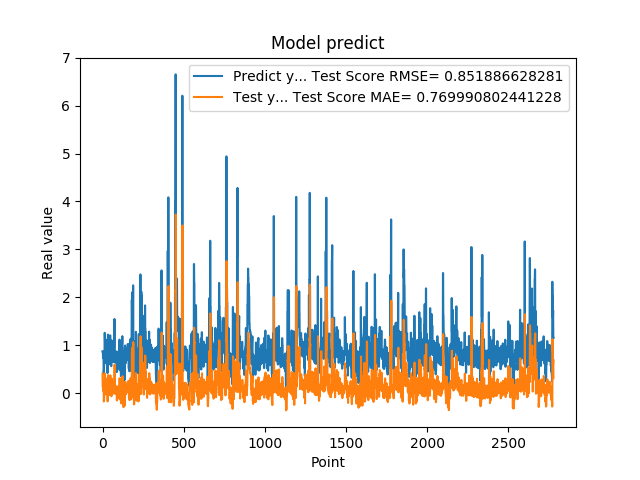 Model predict
Predict y... Test Score RMSE= 0.851886628281
Test y... Test Score MAE= 0.769990802441228
7
6
5
4
3
2
1
0
Real value
0 500 1000 1500 2000 2500
Point